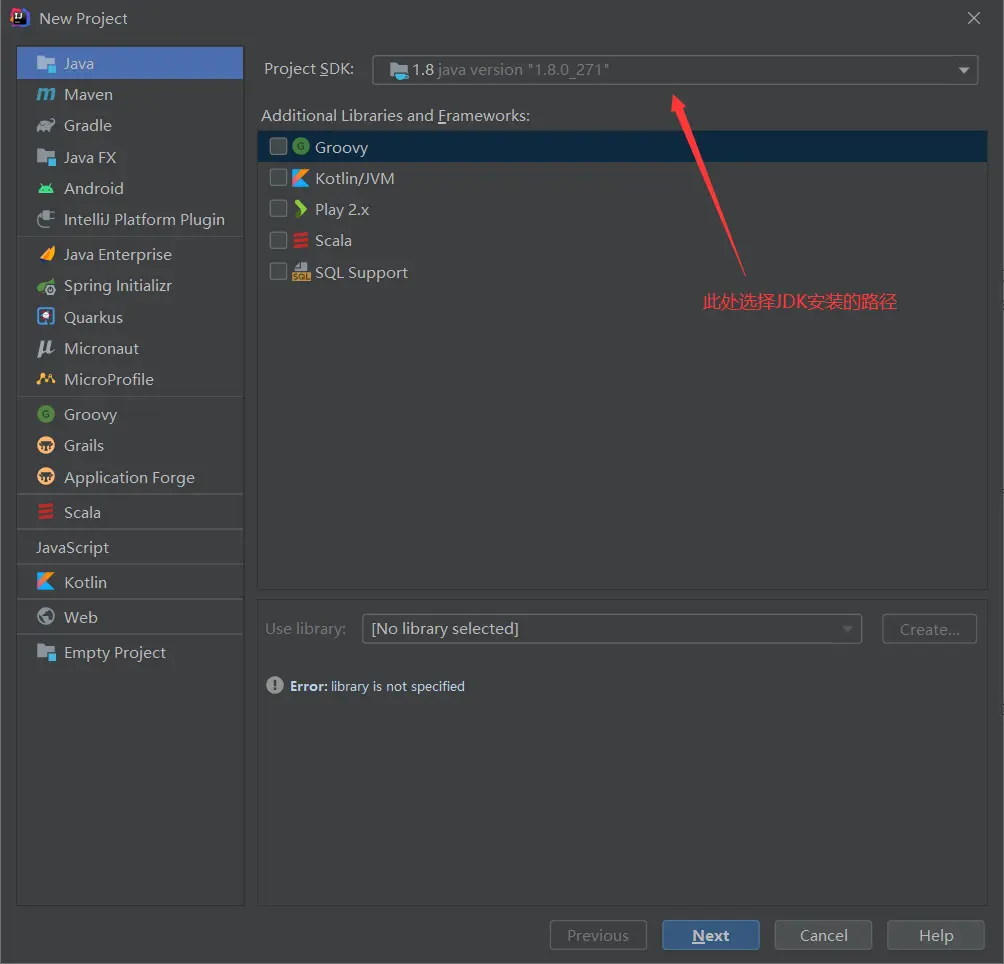 New Project
Java
Maven
Gradle
Java FX
Android
IntelliJ Platform Plugin
Java Enterprise
Spring Initializr
Quarkus
Micronaut
MicroProfile
Groovy
Grails
Application Forge
Scala
JavaScript
Kotlin
Web
Empty Project
Project SDK: 1.8 java version "1.8.0_271"
Additional Libraries and Frameworks:
Groovy
Kotlin/JVM
Play 2.x
Scala
SQL Support
此处选择JDK安装的路径
Use library: [No library selected] Create...
Error: library is not specified
Previous Next Cancel Help